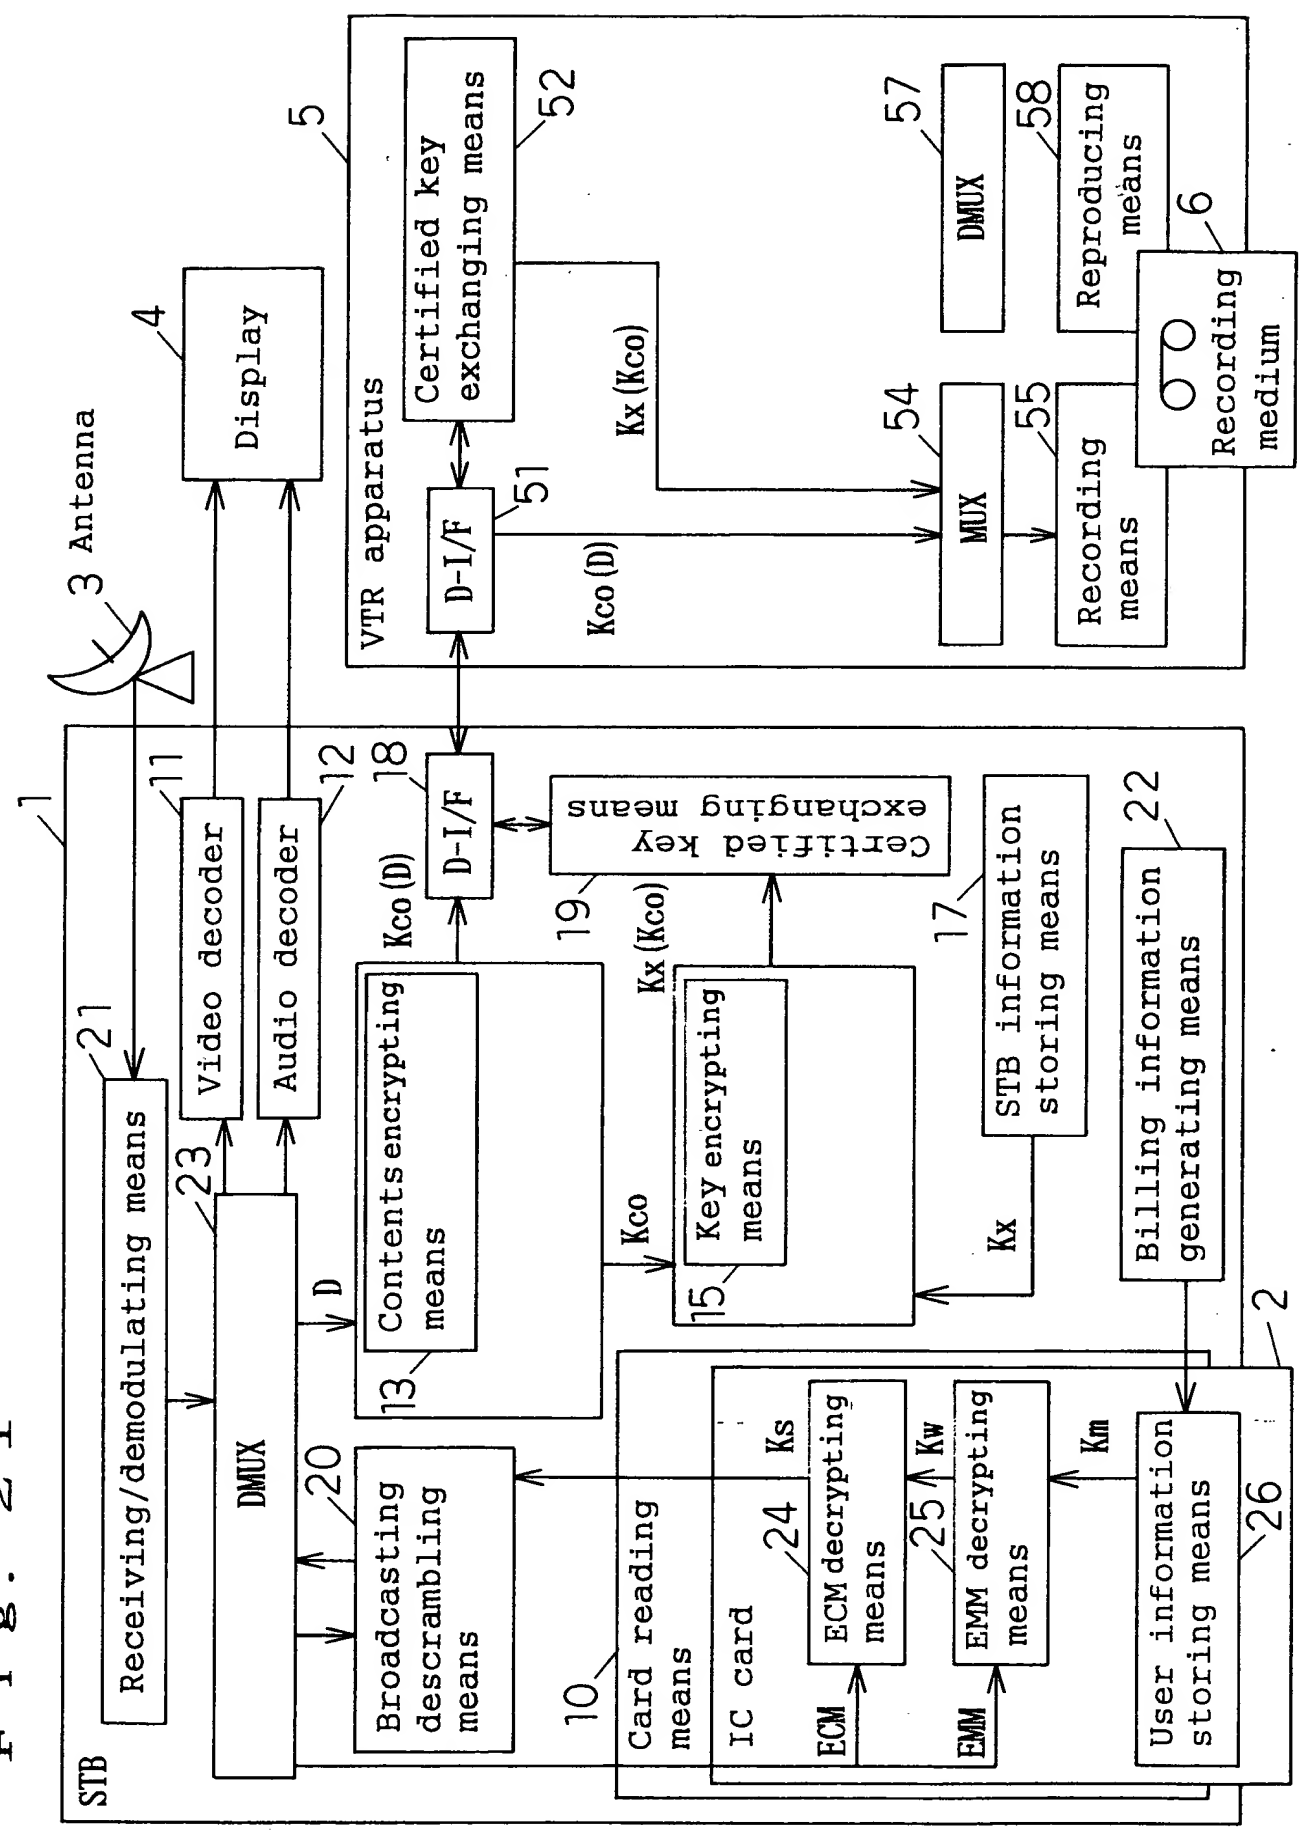 Fig. 21
STB
1
Receiving/demodulating means
21
3 Antenna
DMUX
23
Video decoder
11
Audio decoder
12
Display
4
Broadcasting
descrambling
means
20
D
Contents encrypting
means
13
Kco(D)
D-I/F
18
Kco
Key encrypting
means
15
Kx(Kco)
Certified key
exchanging means
19
Kx
STB information
storing means
17
Billing information
generating means
22
Card reading
means
10
IC card
2
ECM
ECM decrypting
means
24
Ks
EMM
EMM decrypting
means
25
Kw
Km
User information
storing means
26
VTR apparatus
5
D-I/F
51
Certified key
exchanging means
52
Kco(D)
Kx(Kco)
MUX
54
DMUX
57
Recording
means
55
Reproducing
means
58
Recording
medium
6